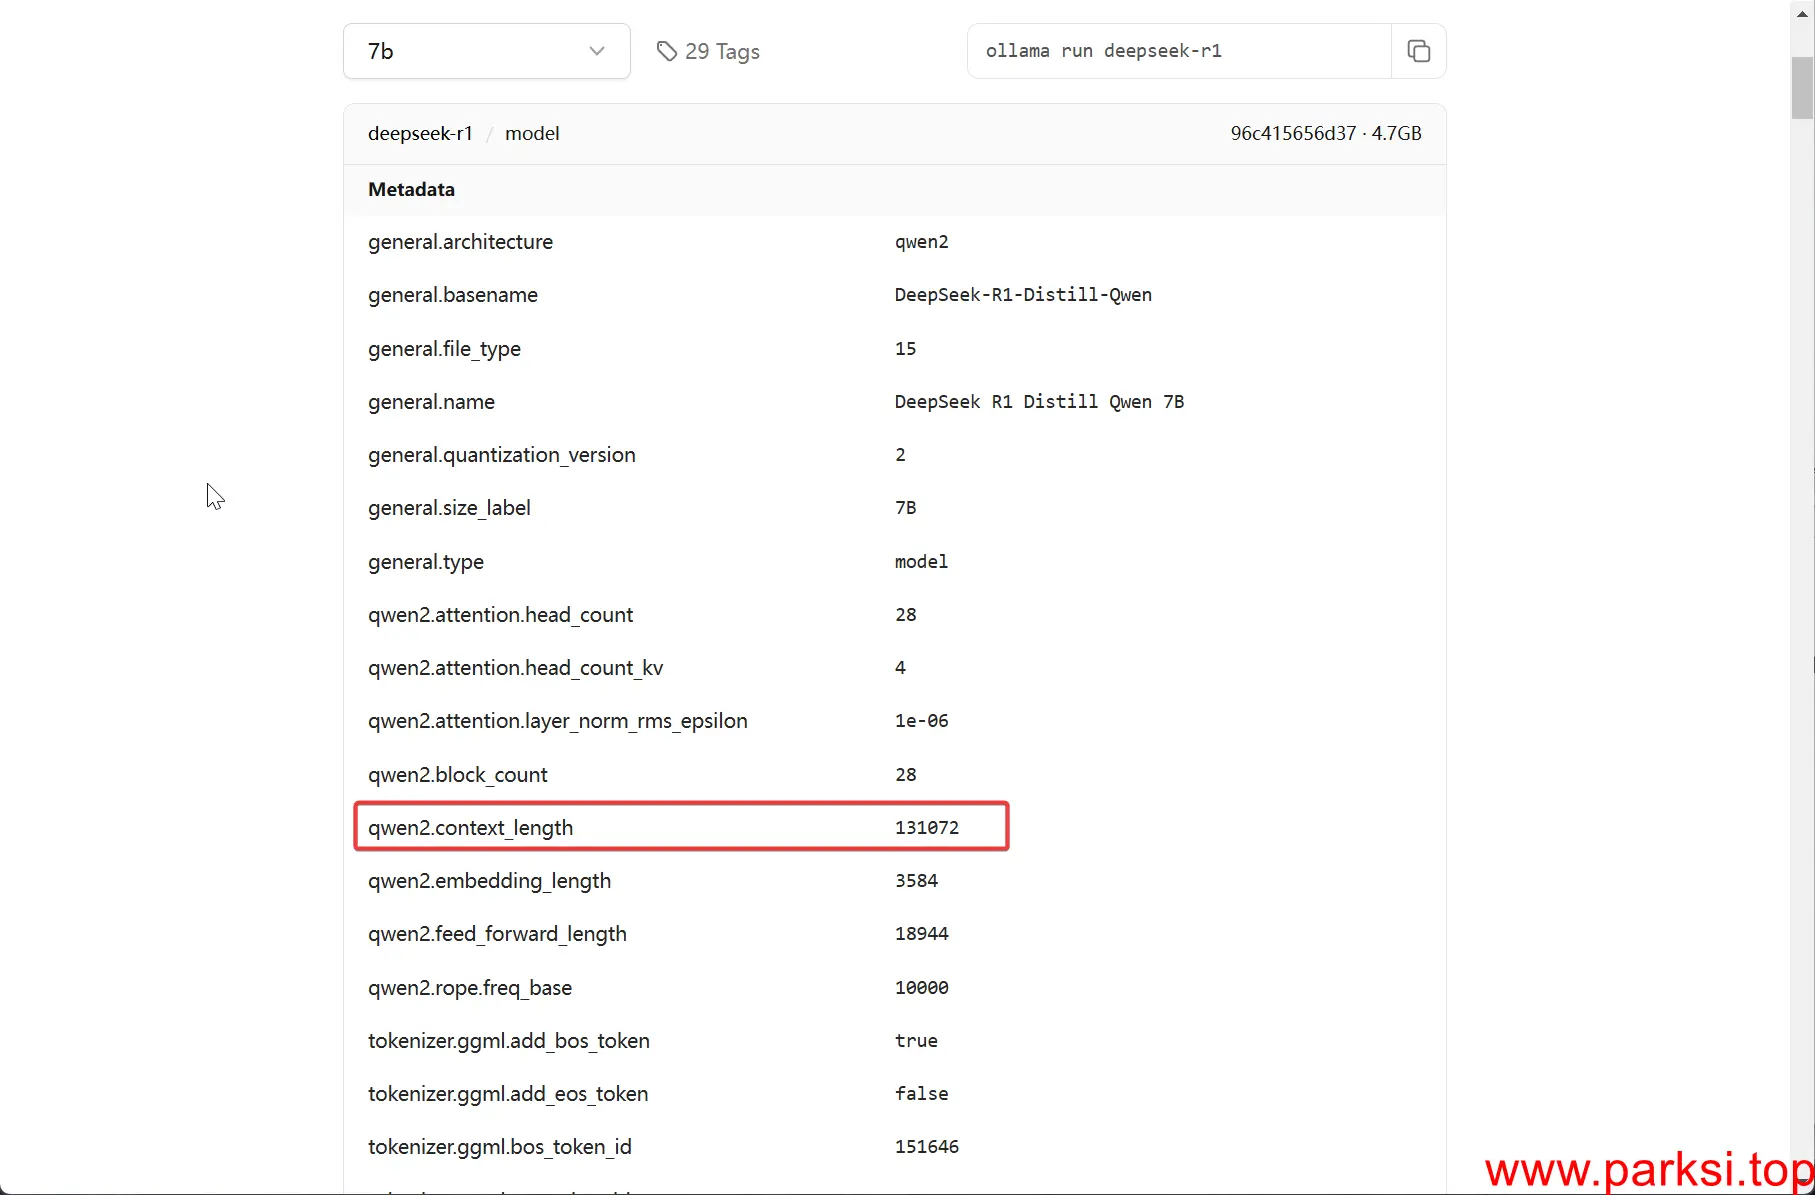 7b 29 Tags ollama run deepseek-r1
deepseek-r1 / model 96c415656d37 · 4.7GB
Metadata
general.architecture qwen2
general.basename DeepSeek-R1-Distill-Qwen
general.file_type 15
general.name DeepSeek R1 Distill Qwen 7B
general.quantization_version 2
general.size_label 7B
general.type model
qwen2.attention.head_count 28
qwen2.attention.head_count_kv 4
qwen2.attention.layer_norm_rms_epsilon 1e-06
qwen2.block_count 28
qwen2.context_length 131072
qwen2.embedding_length 3584
qwen2.feed_forward_length 18944
qwen2.rope.freq_base 10000
tokenizer.ggml.add_bos_token true
tokenizer.ggml.add_eos_token false
tokenizer.ggml.bos_token_id 151646
www.parksi.top